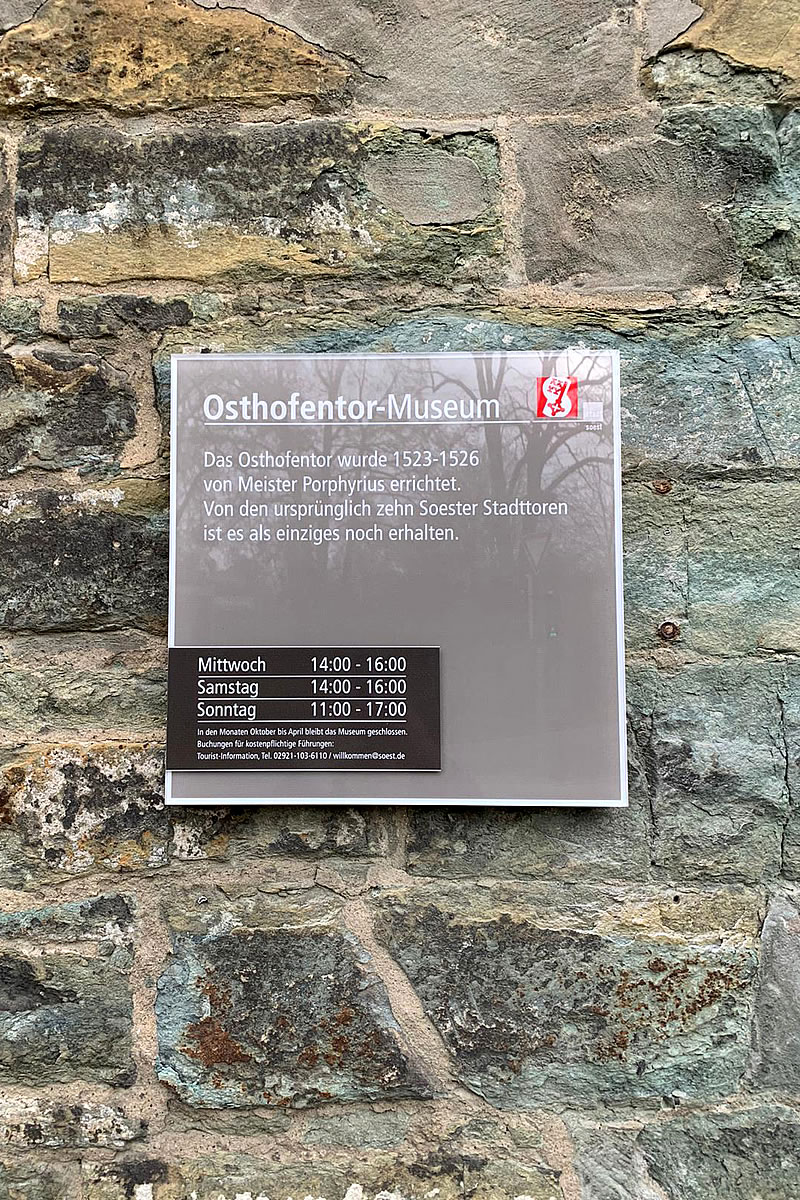 Osthofentor-Museum
soest
Das Osthofentor wurde 1523-1526
von Meister Porphyrius errichtet.
Von den ursprünglich zehn Soester Stadttoren
ist es als einziges noch erhalten.
Mittwoch 14:00 - 16:00
Samstag 14:00 - 16:00
Sonntag 11:00 - 17:00
In den Monaten Oktober bis April bleibt das Museum geschlossen.
Buchungen für kostenpflichtige Führungen:
Tourist-Information, Tel. 02921-103-6110 / willkommen@soest.de